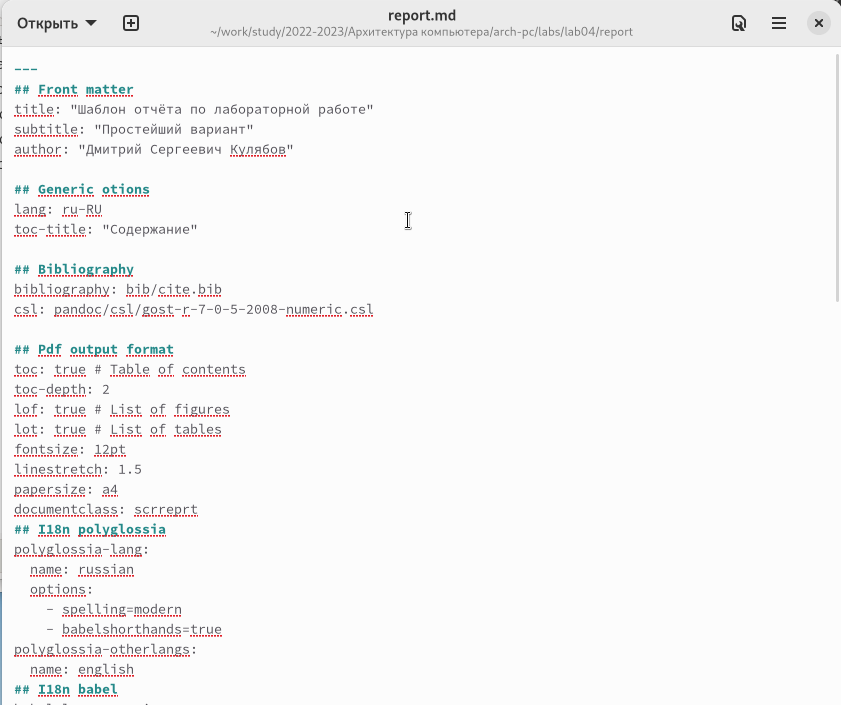 Открыть
report.md
~/work/study/2022-2023/Архитектура компьютера/arch-pc/labs/lab04/report
---
## Front matter
title: "Шаблон отчёта по лабораторной работе"
subtitle: "Простейший вариант"
author: "Дмитрий Сергеевич Кулябов"
## Generic otions
lang: ru-RU
toc-title: "Содержание"
## Bibliography
bibliography: bib/cite.bib
csl: pandoc/csl/gost-r-7-0-5-2008-numeric.csl
## Pdf output format
toc: true # Table of contents
toc-depth: 2
lof: true # List of figures
lot: true # List of tables
fontsize: 12pt
linestretch: 1.5
papersize: a4
documentclass: scrreprt
## I18n polyglossia
polyglossia-lang:
  name: russian
  options:
    - spelling=modern
    - babelshorthands=true
polyglossia-otherlangs:
  name: english
## I18n babel